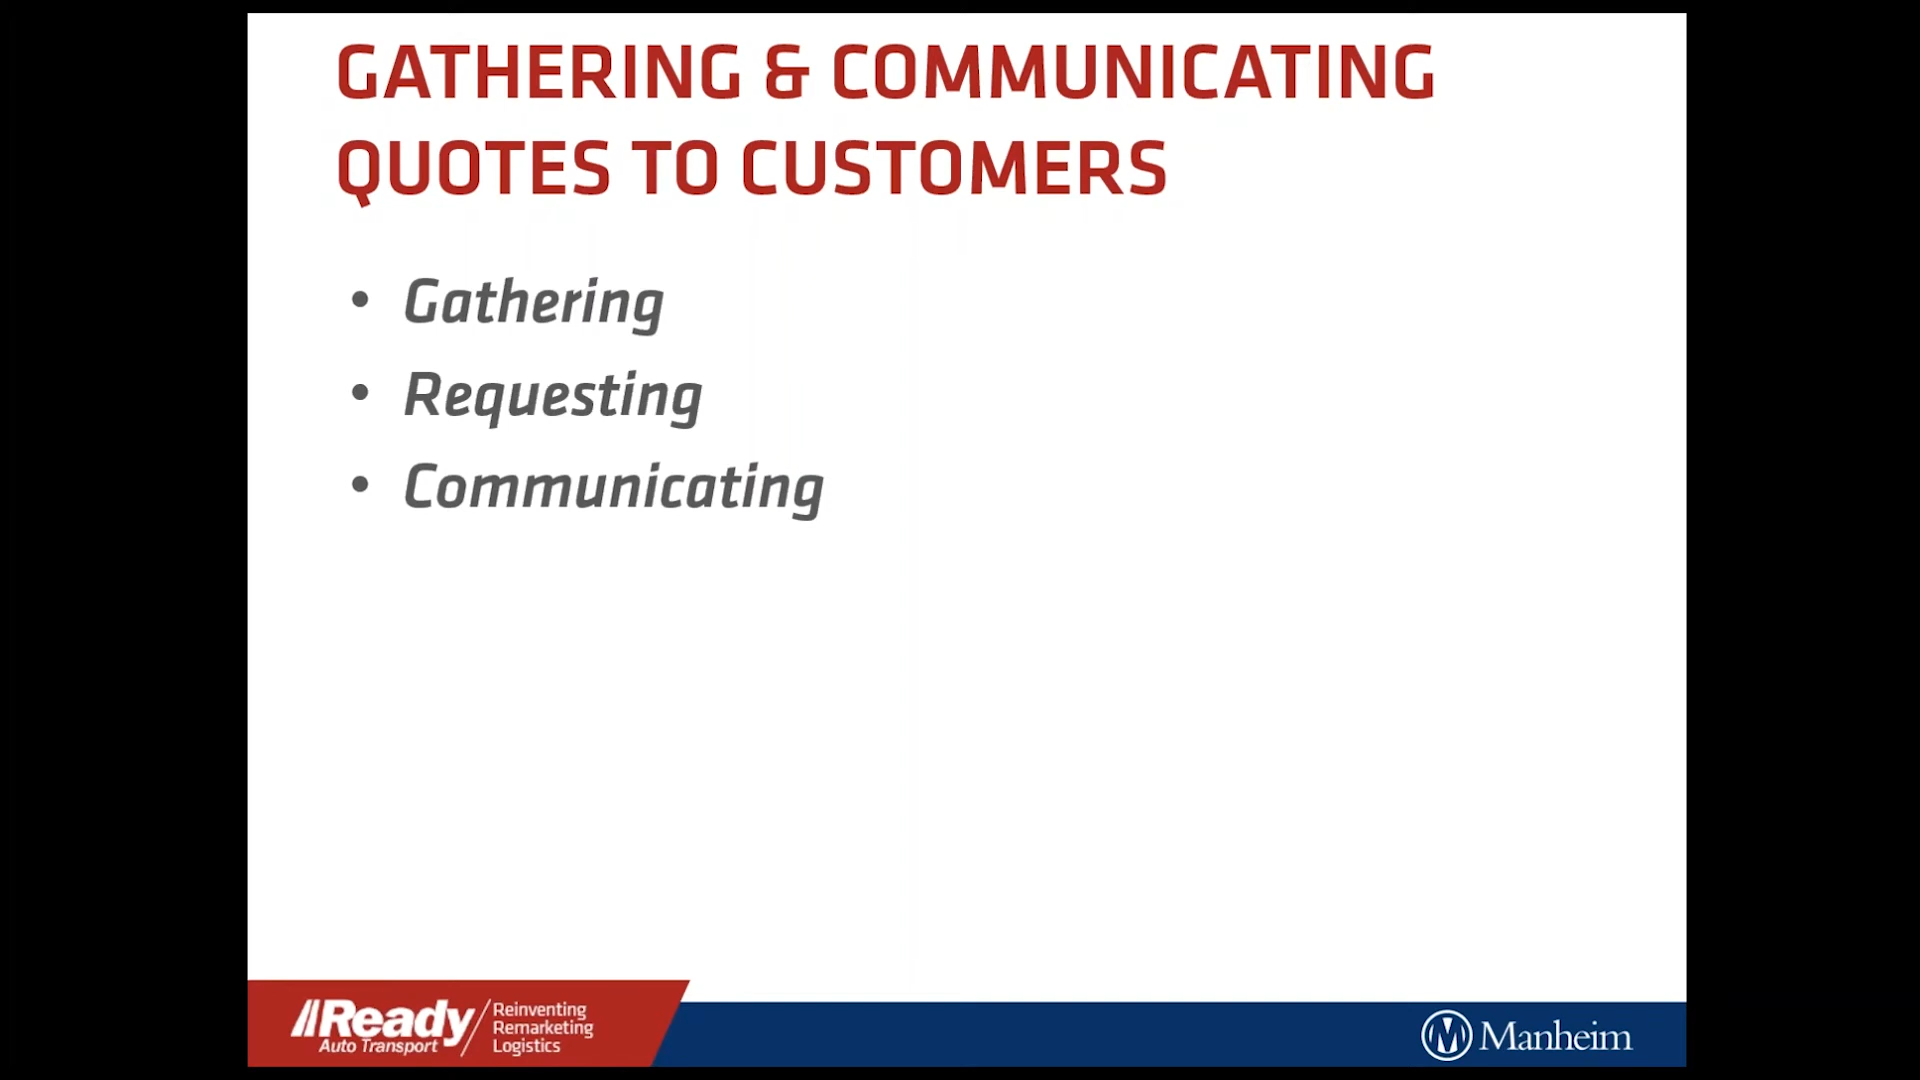 GATHERING & COMMUNICATING
QUOTES TO CUSTOMERS
• Gathering
• Requesting
• Communicating
Ready
Auto Transport
Reinventing
Remarketing
Logistics
Manheim